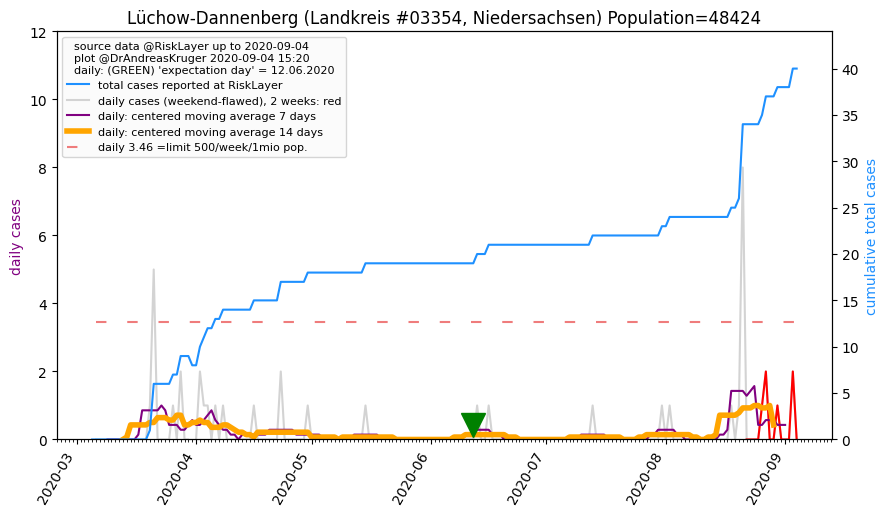 Lüchow-Dannenberg (Landkreis #03354, Niedersachsen) Population=48424
source data @RiskLayer up to 2020-09-04
plot @DrAndreasKruger 2020-09-04 15:20
daily: (GREEN) 'expectation day' = 12.06.2020
total cases reported at RiskLayer
daily cases (weekend-flawed), 2 weeks: red
daily: centered moving average 7 days
daily: centered moving average 14 days
daily 3.46 =limit 500/week/1mio pop.
daily cases
12
10
8
6
4
2
0
cumulative total cases
40
35
30
25
20
15
10
5
0
2020-03
2020-04
2020-05
2020-06
2020-07
2020-08
2020-09